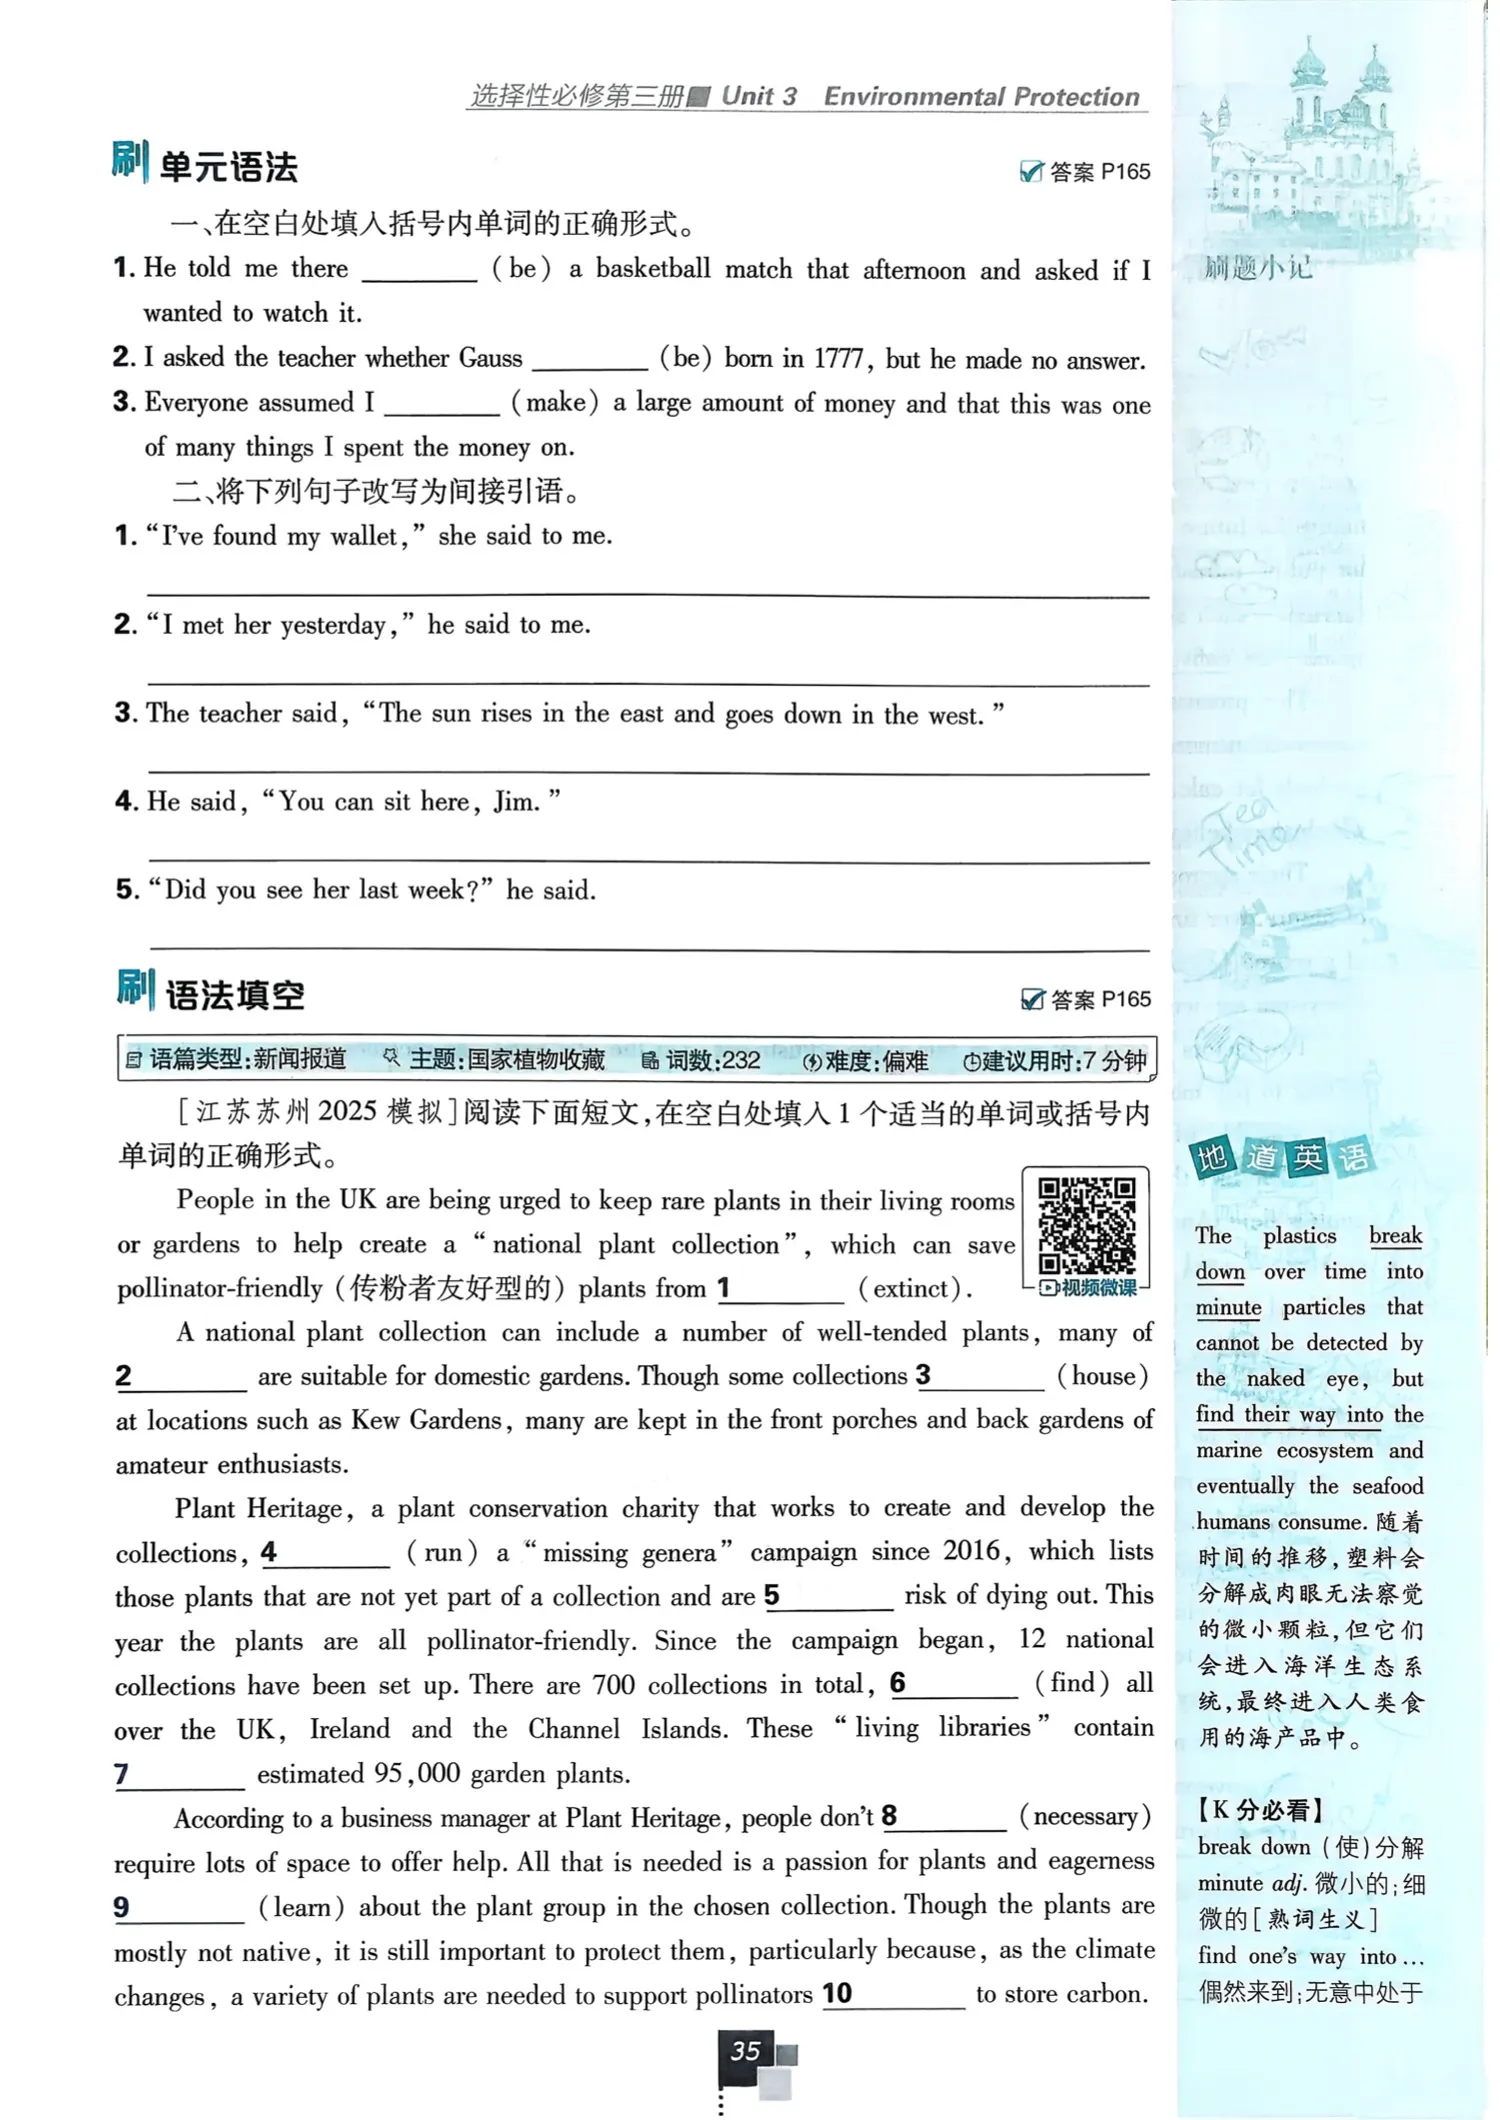 选择性必修第三册 Unit 3 Environmental Protection
刷 单元语法
答案 P165
一、在空白处填入括号内单词的正确形式。
1. He told me there ________ (be) a basketball match that afternoon and asked if I
wanted to watch it.
2. I asked the teacher whether Gauss ________ (be) born in 1777, but he made no answer.
3. Everyone assumed I ________ (make) a large amount of money and that this was one
of many things I spent the money on.
二、将下列句子改写为间接引语。
1. “I've found my wallet,” she said to me.
2. “I met her yesterday,” he said to me.
3. The teacher said, “The sun rises in the east and goes down in the west.”
4. He said, “You can sit here, Jim.”
5. “Did you see her last week?” he said.
刷 语法填空
答案 P165
语篇类型:新闻报道 主题:国家植物收藏 词数:232 难度:偏难 建议用时:7分钟
[江苏苏州 2025 模拟]阅读下面短文,在空白处填入1个适当的单词或括号内
单词的正确形式。
People in the UK are being urged to keep rare plants in their living rooms
or gardens to help create a “national plant collection”, which can save
pollinator-friendly (传粉者友好型的) plants from 1________ (extinct).
视频微课
A national plant collection can include a number of well-tended plants, many of
2________ are suitable for domestic gardens. Though some collections 3________ (house)
at locations such as Kew Gardens, many are kept in the front porches and back gardens of
amateur enthusiasts.
Plant Heritage, a plant conservation charity that works to create and develop the
collections, 4________ (run) a “missing genera” campaign since 2016, which lists
those plants that are not yet part of a collection and are 5________ risk of dying out. This
year the plants are all pollinator-friendly. Since the campaign began, 12 national
collections have been set up. There are 700 collections in total, 6________ (find) all
over the UK, Ireland and the Channel Islands. These “living libraries” contain
7________ estimated 95,000 garden plants.
According to a business manager at Plant Heritage, people don't 8________ (necessary)
require lots of space to offer help. All that is needed is a passion for plants and eagerness
9________ (learn) about the plant group in the chosen collection. Though the plants are
mostly not native, it is still important to protect them, particularly because, as the climate
changes, a variety of plants are needed to support pollinators 10________ to store carbon.
35
刷题小记
地道英语
The plastics break
down over time into
minute particles that
cannot be detected by
the naked eye, but
find their way into the
marine ecosystem and
eventually the seafood
humans consume. 随着
时间的推移,塑料会
分解成肉眼无法察觉
的微小颗粒,但它们
会进入海洋生态系
统,最终进入人类食
用的海产品中。
【K分必看】
break down (使)分解
minute adj. 微小的;细
微的[熟词生义]
find one's way into…
偶然来到;无意中处于